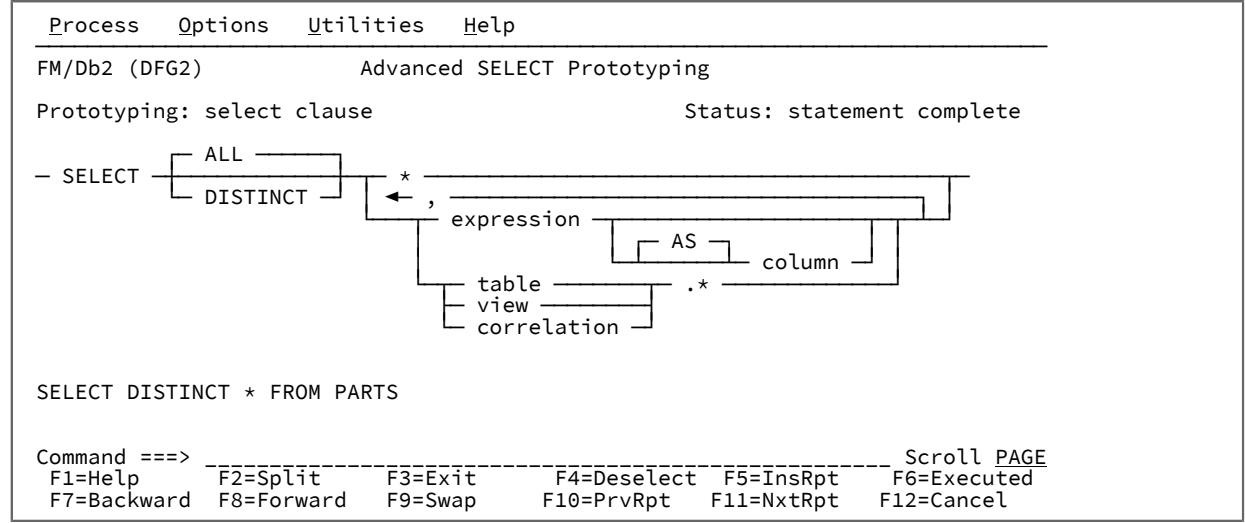 Process Options Utilities Help
FM/Db2 (DFG2) Advanced SELECT Prototyping
Prototyping: select clause Status: statement complete
ALL
SELECT *
DISTINCT ,
expression
AS
column
table .*
view
correlation
SELECT DISTINCT * FROM PARTS
Command ===> Scroll PAGE
F1=Help F2=Split F3=Exit F4=Deselect F5=InsRpt F6=Executed
F7=Backward F8=Forward F9=Swap F10=PrvRpt F11=NxtRpt F12=Cancel